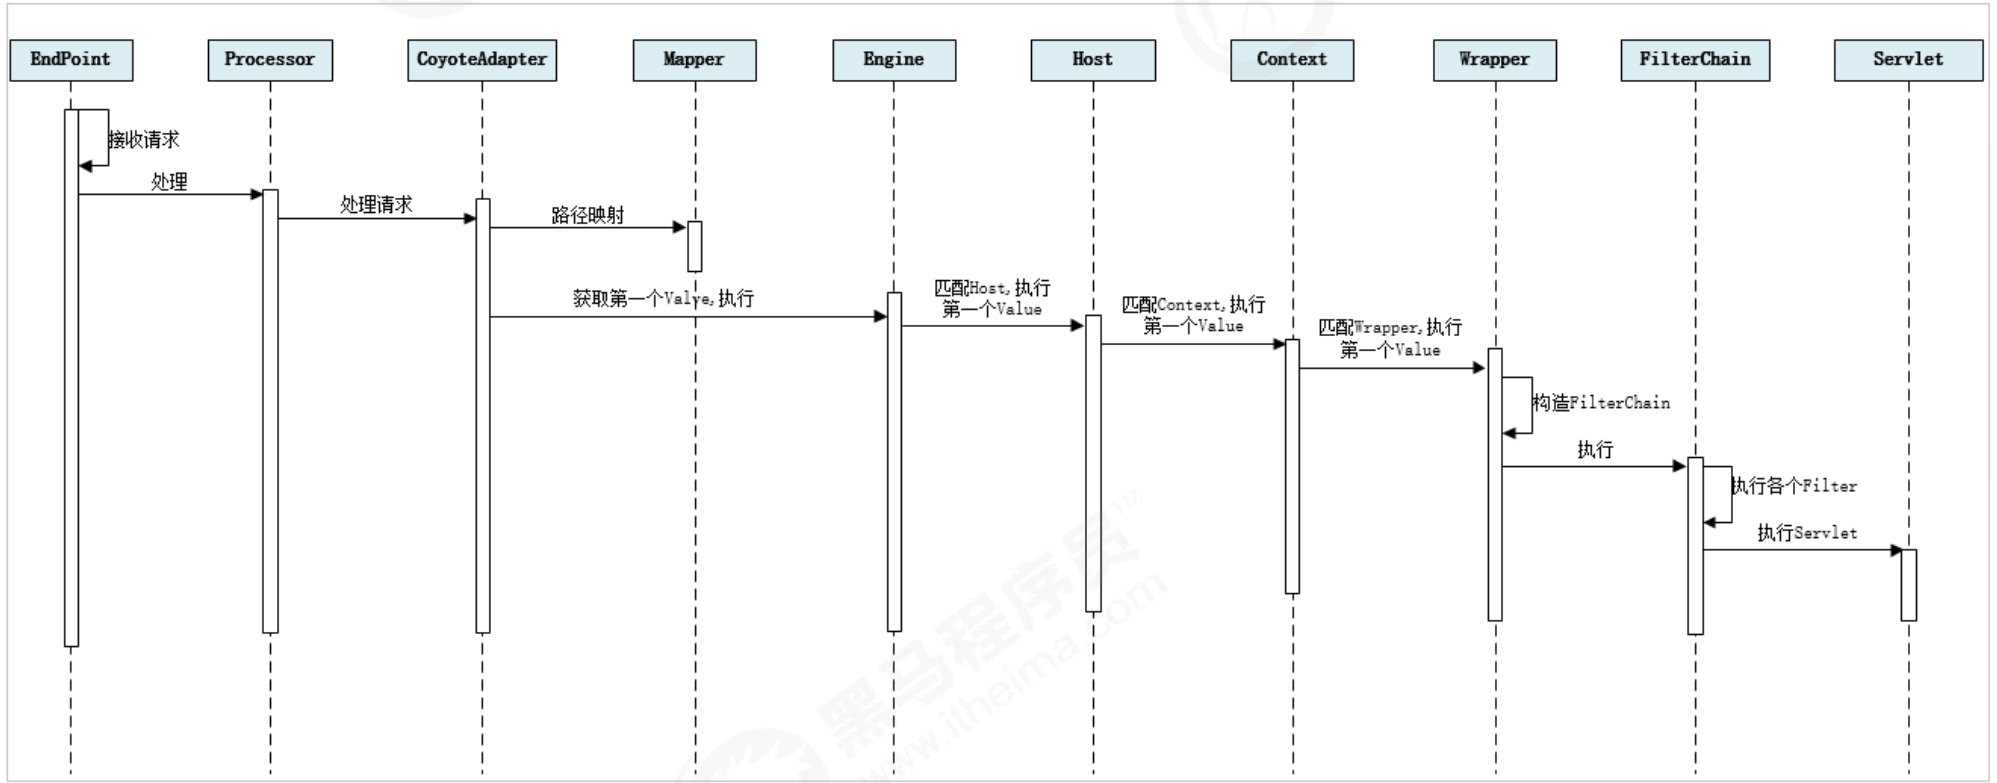 EndPoint
Processor
CoyoteAdapter
Mapper
Engine
Host
Context
Wrapper
FilterChain
Servlet
接收请求
处理
处理请求
路径映射
获取第一个Valve,执行
匹配Host,执行
第一个Value
匹配Context,执行
第一个Value
匹配Wrapper,执行
第一个Value
构造FilterChain
执行
执行各个Filter
执行Servlet
黑马程序员™
www.itheima.com